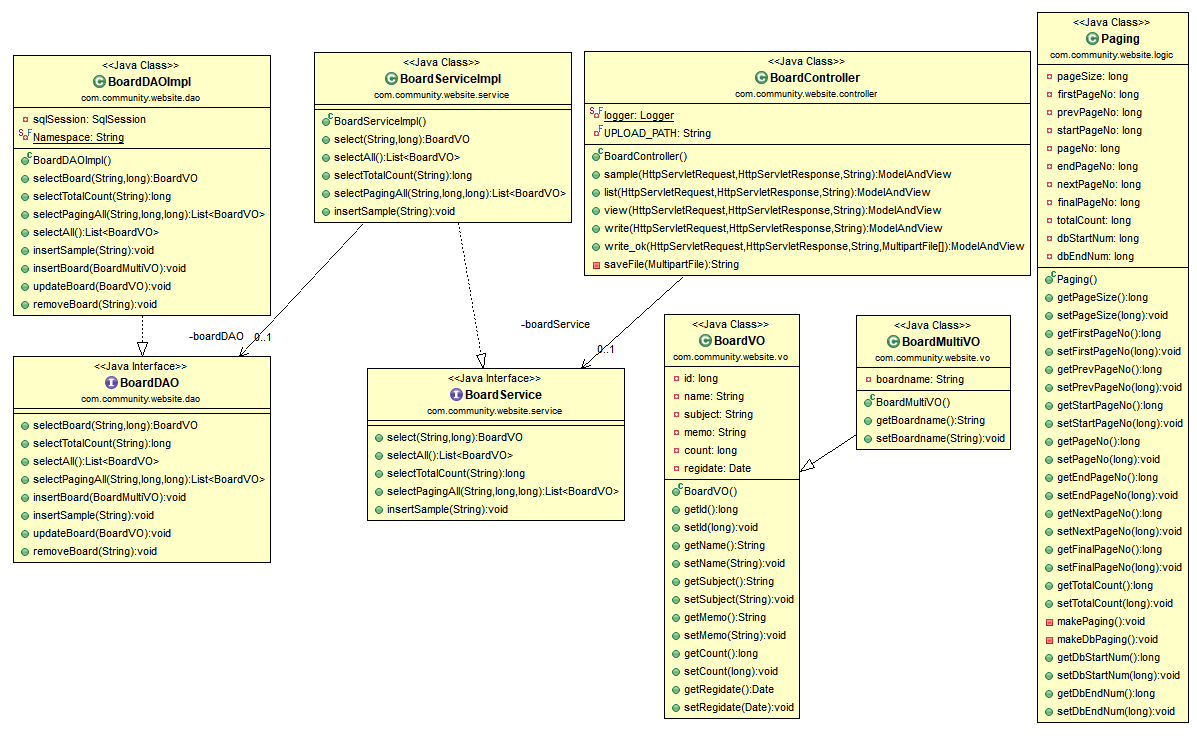 <<Java Class>>
BoardDAOImpl
com.community.website.dao
sqlSession: SqlSession
Namespace: String
BoardDAOImpl()
selectBoard(String,long):BoardVO
selectTotalCount(String):long
selectPagingAll(String,long,long):List<BoardVO>
selectAll():List<BoardVO>
insertSample(String):void
insertBoard(BoardMultiVO):void
updateBoard(BoardVO):void
removeBoard(String):void
<<Java Class>>
BoardServiceImpl
com.community.website.service
BoardServiceImpl()
select(String,long):BoardVO
selectAll():List<BoardVO>
selectTotalCount(String):long
selectPagingAll(String,long,long):List<BoardVO>
insertSample(String):void
<<Java Class>>
BoardController
com.community.website.controller
logger: Logger
UPLOAD_PATH: String
BoardController()
sample(HttpServletRequest,HttpServletResponse,String):ModelAndView
list(HttpServletRequest,HttpServletResponse,String):ModelAndView
view(HttpServletRequest,HttpServletResponse,String):ModelAndView
write(HttpServletRequest,HttpServletResponse,String):ModelAndView
write_ok(HttpServletRequest,HttpServletResponse,String,MultipartFile[]):ModelAndView
saveFile(MultipartFile):String
<<Java Class>>
Paging
com.community.website.logic
pageSize: long
firstPageNo: long
prevPageNo: long
startPageNo: long
pageNo: long
endPageNo: long
nextPageNo: long
finalPageNo: long
totalCount: long
dbStartNum: long
dbEndNum: long
Paging()
getPageSize():long
setPageSize(long):void
getFirstPageNo():long
setFirstPageNo(long):void
getPrevPageNo():long
setPrevPageNo(long):void
getStartPageNo():long
setStartPageNo(long):void
getPageNo():long
setPageNo(long):void
getEndPageNo():long
setEndPageNo(long):void
getNextPageNo():long
setNextPageNo(long):void
getFinalPageNo():long
setFinalPageNo(long):void
getTotalCount():long
setTotalCount(long):void
makePaging():void
makeDbPaging():void
getDbStartNum():long
setDbStartNum(long):void
getDbEndNum():long
setDbEndNum(long):void
-boardDAO
0..1
-boardService
0..1
<<Java Interface>>
BoardDAO
com.community.website.dao
selectBoard(String,long):BoardVO
selectTotalCount(String):long
selectAll():List<BoardVO>
selectPagingAll(String,long,long):List<BoardVO>
insertBoard(BoardMultiVO):void
insertSample(String):void
updateBoard(BoardVO):void
removeBoard(String):void
<<Java Interface>>
BoardService
com.community.website.service
select(String,long):BoardVO
selectAll():List<BoardVO>
selectTotalCount(String):long
selectPagingAll(String,long,long):List<BoardVO>
insertSample(String):void
<<Java Class>>
BoardVO
com.community.website.vo
id: long
name: String
subject: String
memo: String
count: long
regidate: Date
BoardVO()
getId():long
setId(long):void
getName():String
setName(String):void
getSubject():String
setSubject(String):void
getMemo():String
setMemo(String):void
getCount():long
setCount(long):void
getRegidate():Date
setRegidate(Date):void
<<Java Class>>
BoardMultiVO
com.community.website.vo
boardname: String
BoardMultiVO()
getBoardname():String
setBoardname(String):void